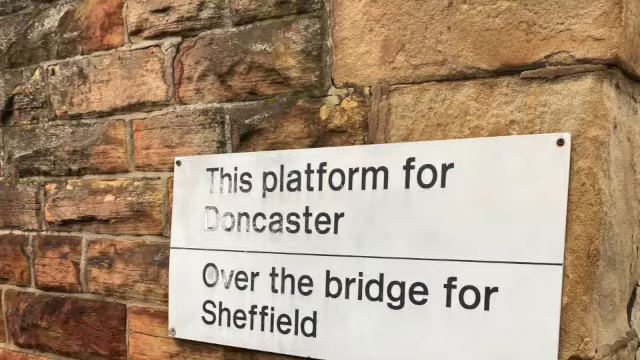 This platform for
Doncaster
Over the bridge for
Sheffield